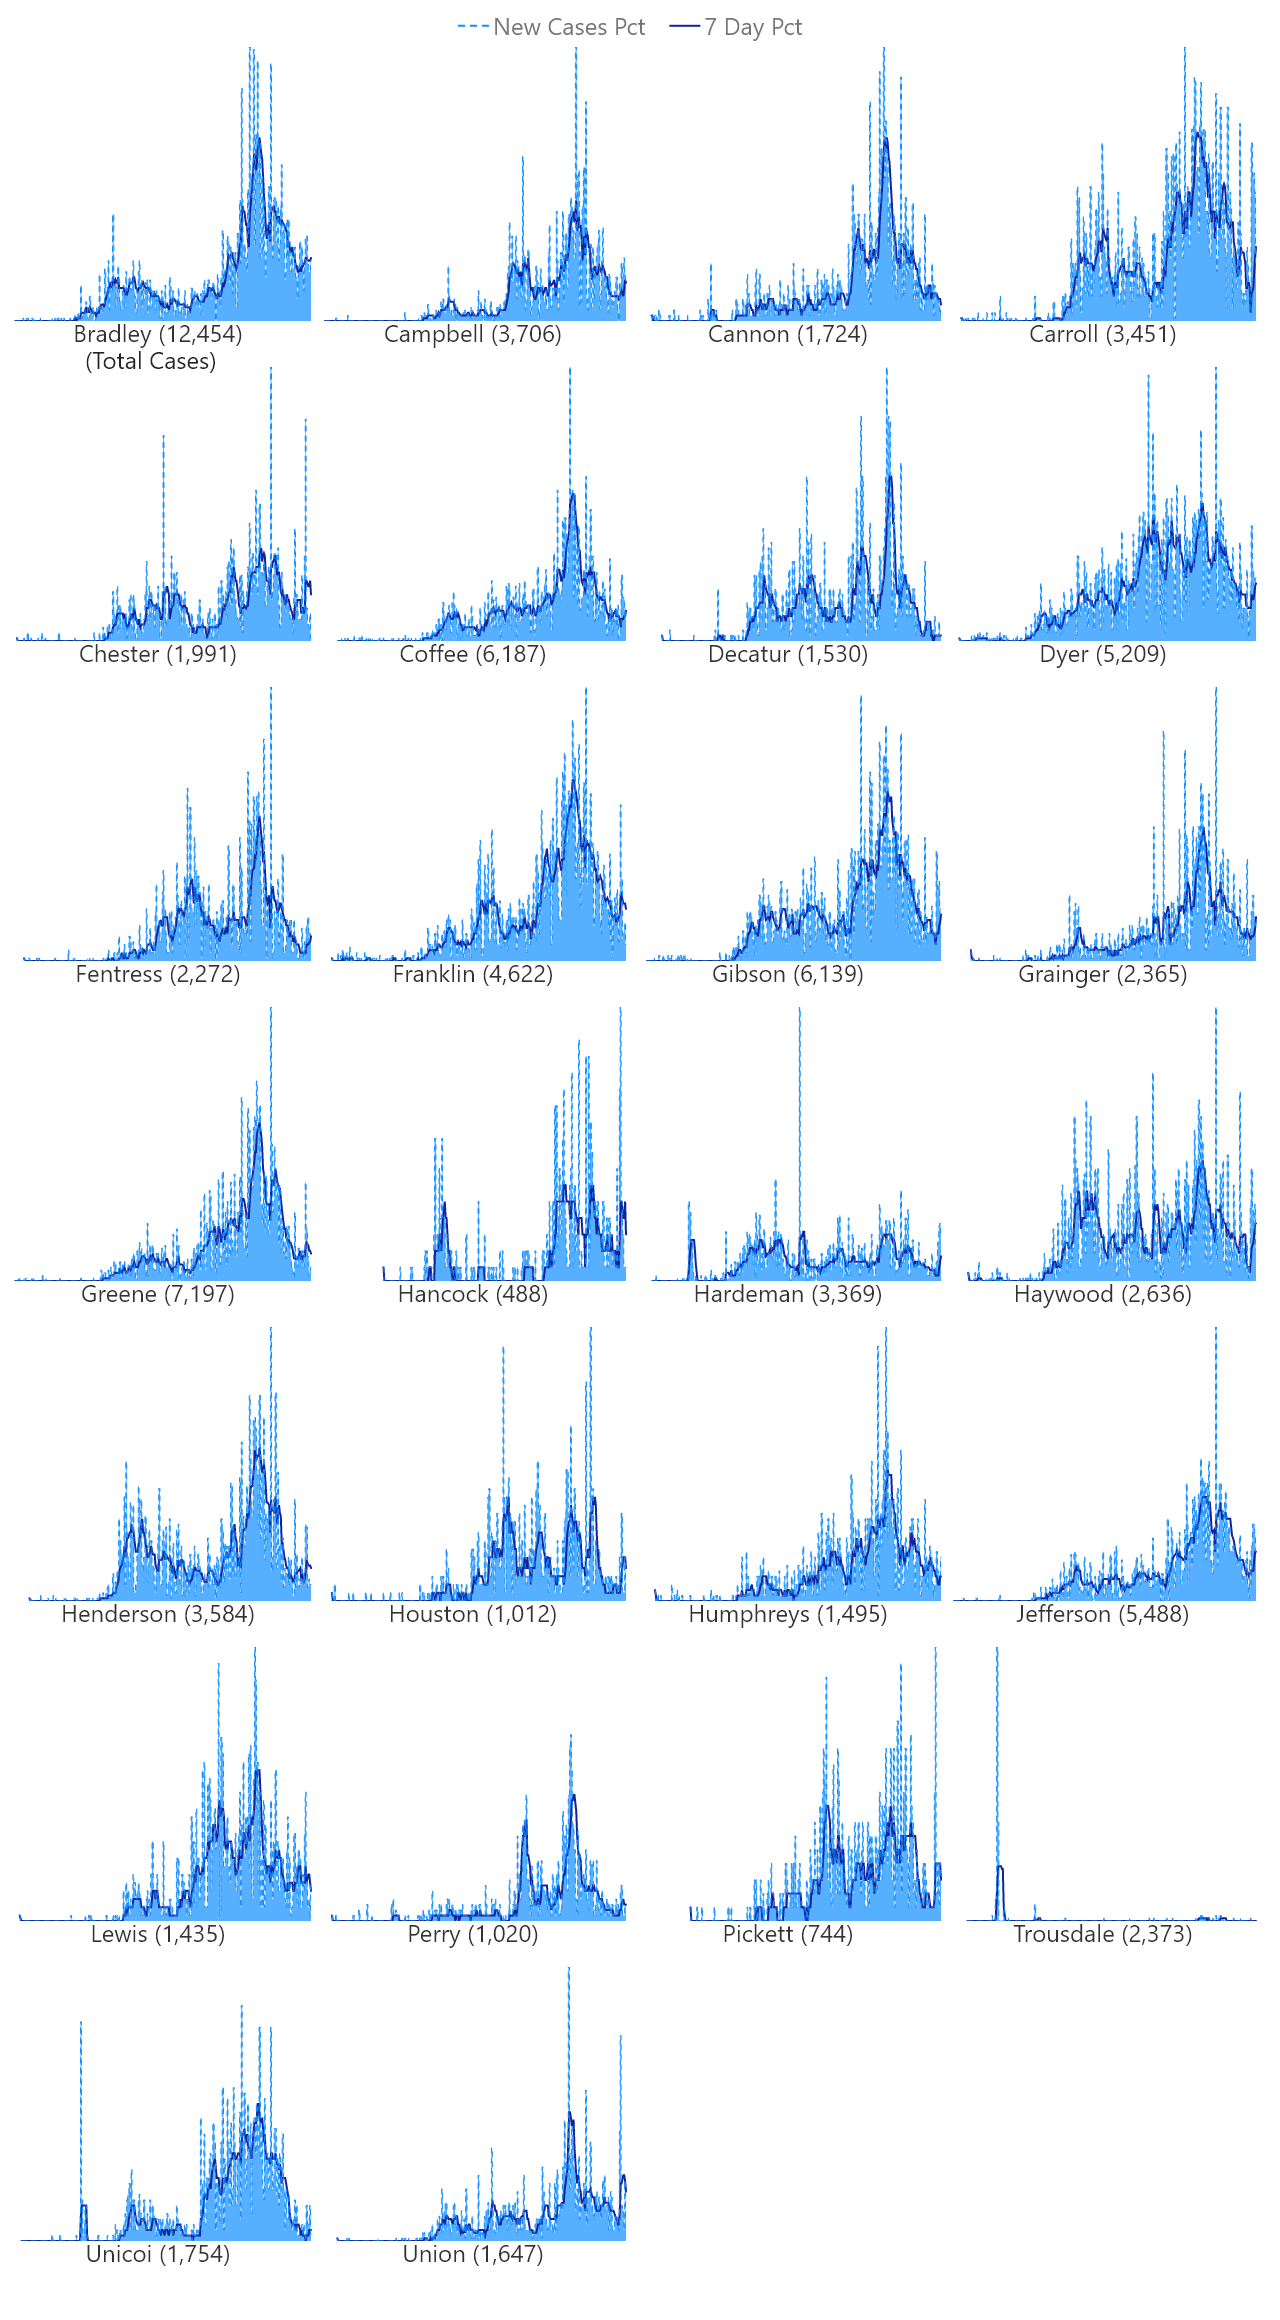 New Cases Pct 7 Day Pct
Bradley (12,454) Campbell (3,706) Cannon (1,724) Carroll (3,451)
(Total Cases)
Chester (1,991) Coffee (6,187) Decatur (1,530) Dyer (5,209)
Fentress (2,272) Franklin (4,622) Gibson (6,139) Grainger (2,365)
Greene (7,197) Hancock (488) Hardeman (3,369) Haywood (2,636)
Henderson (3,584) Houston (1,012) Humphreys (1,495) Jefferson (5,488)
Lewis (1,435) Perry (1,020) Pickett (744) Trousdale (2,373)
Unicoi (1,754) Union (1,647)